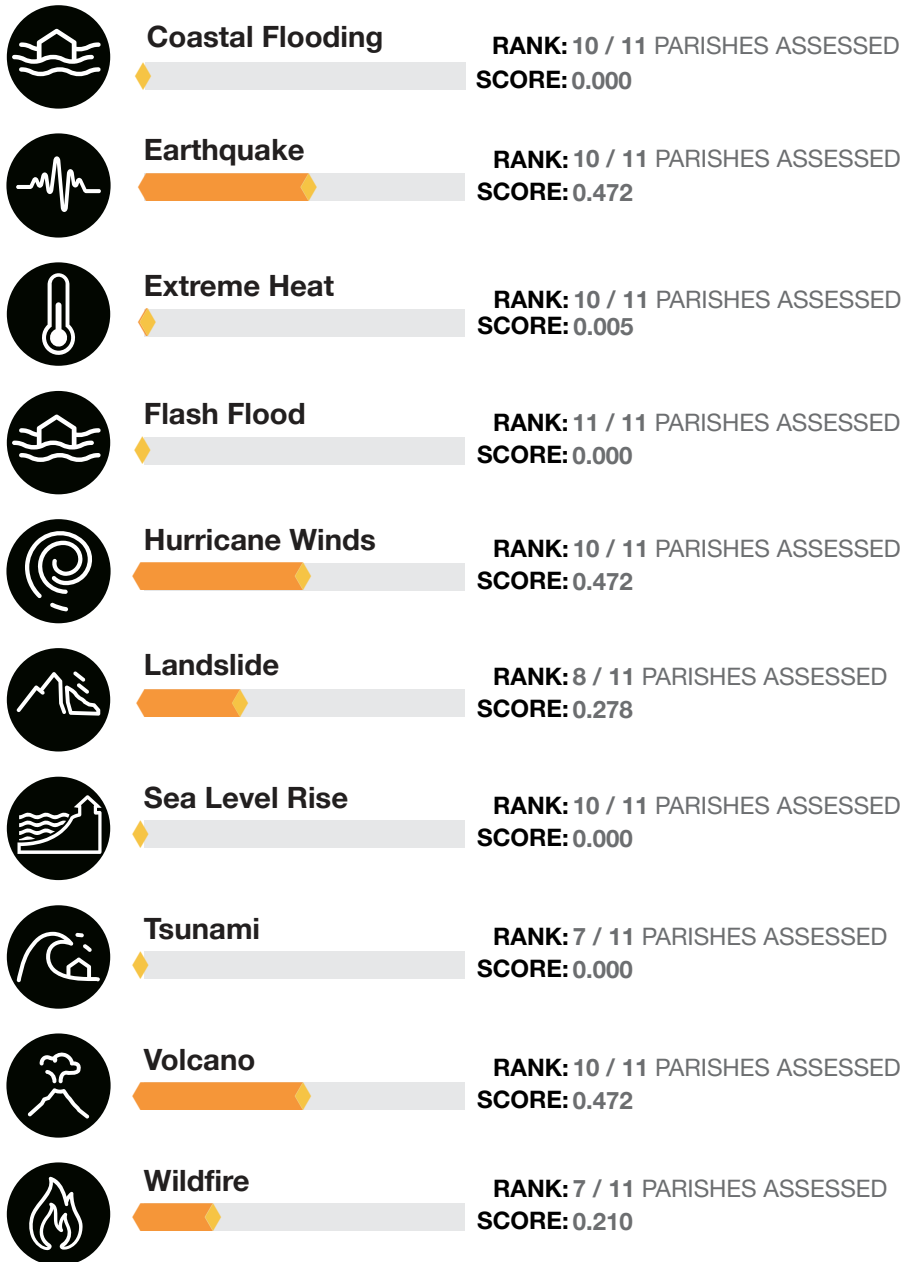 Coastal Flooding
RANK: 10 / 11 PARISHES ASSESSED
SCORE: 0.000
Earthquake
RANK: 10 / 11 PARISHES ASSESSED
SCORE: 0.472
Extreme Heat
RANK: 10 / 11 PARISHES ASSESSED
SCORE: 0.005
Flash Flood
RANK: 11 / 11 PARISHES ASSESSED
SCORE: 0.000
Hurricane Winds
RANK: 10 / 11 PARISHES ASSESSED
SCORE: 0.472
Landslide
RANK: 8 / 11 PARISHES ASSESSED
SCORE: 0.278
Sea Level Rise
RANK: 10 / 11 PARISHES ASSESSED
SCORE: 0.000
Tsunami
RANK: 7 / 11 PARISHES ASSESSED
SCORE: 0.000
Volcano
RANK: 10 / 11 PARISHES ASSESSED
SCORE: 0.472
Wildfire
RANK: 7 / 11 PARISHES ASSESSED
SCORE: 0.210